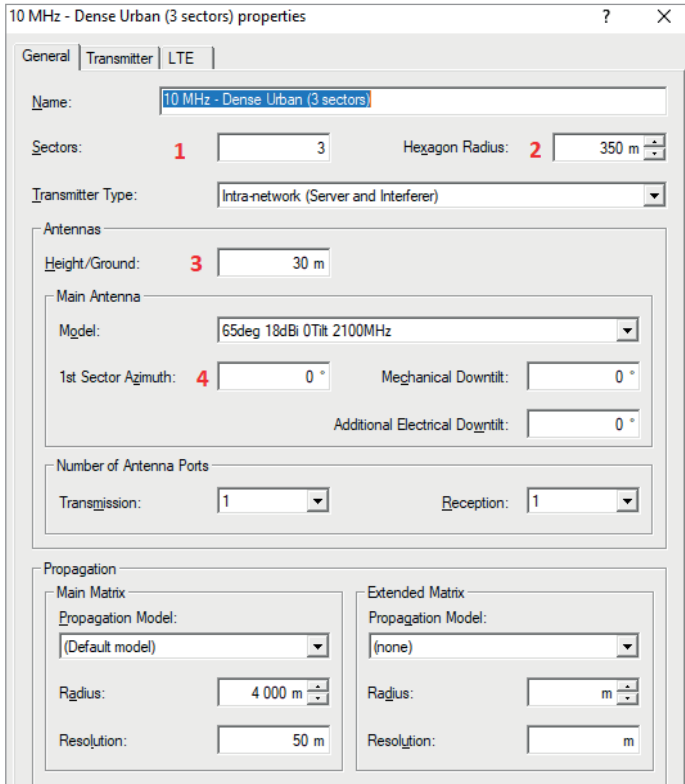 10 MHz - Dense Urban (3 sectors) properties ? X
General Transmitter LTE
Name: 10 MHz - Dense Urban (3 sectors)
Sectors: 1 3 Hexagon Radius: 2 350 m
Transmitter Type: Intra-network (Server and Interferer)
Antennas
Height/Ground: 3 30 m
Main Antenna
Model: 65deg 18dBi 0Tilt 2100MHz
1st Sector Azimuth: 4 0 ° Mechanical Downtilt: 0 °
Additional Electrical Downtilt: 0 °
Number of Antenna Ports
Transmission: 1 Reception: 1
Propagation
Main Matrix Extended Matrix
Propagation Model: Propagation Model:
(Default model) (none)
Radius: 4 000 m Radius: m
Resolution: 50 m Resolution: m